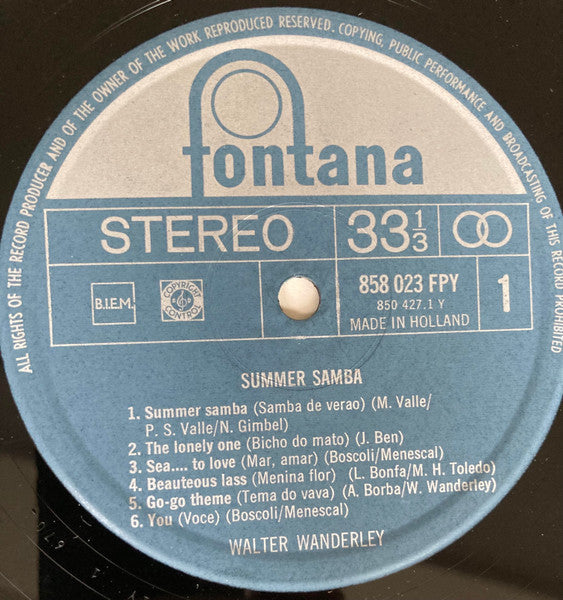 ALL RIGHTS OF THE RECORD PRODUCER AND OF THE OWNER OF THE WORK REPRODUCED RESERVED. COPYING, PUBLIC PERFORMANCE AND BROADCASTING OF THIS RECORD PROHIBITED
fontana
STEREO
33 1/3
B.I.E.M.
COPYRIGHT CONTROL
858 023 FPY
850 427.1 Y
MADE IN HOLLAND
1
SUMMER SAMBA
1. Summer samba (Samba de verao) (M. Valle/
P. S. Valle/N. Gimbel)
2. The lonely one (Bicho do mato) (J. Ben)
3. Sea.... to love (Mar, amar) (Boscoli/Menescal)
4. Beauteous lass (Menina flor) (L. Bonfa/M. H. Toledo)
5. Go-go theme (Tema do vava) (A. Borba/W. Wanderley)
6. You (Voce) (Boscoli/Menescal)
WALTER WANDERLEY